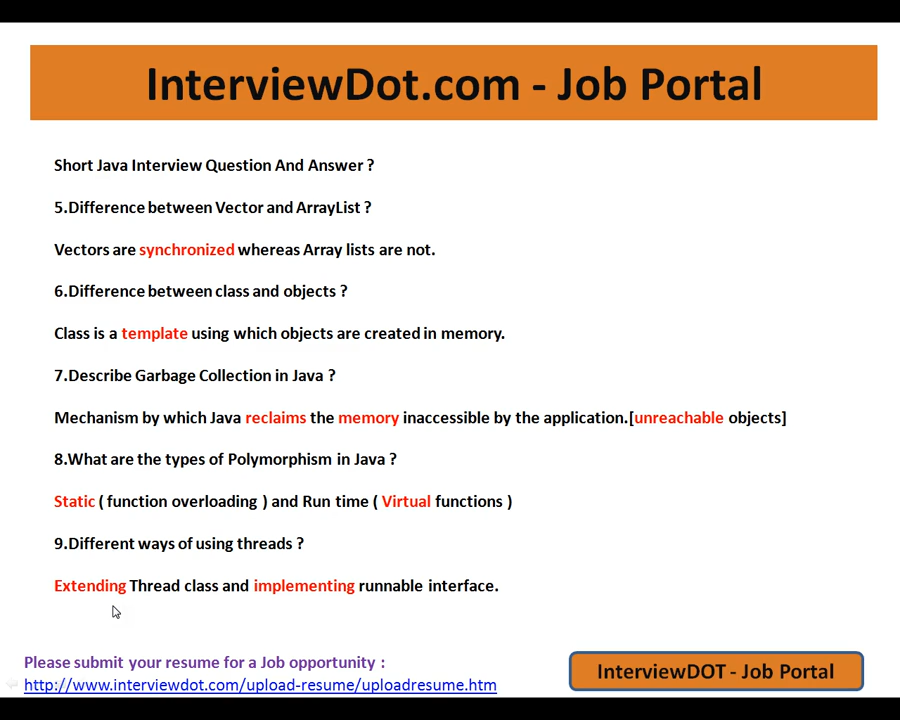 InterviewDot.com - Job Portal
Short Java Interview Question And Answer ?
5.Difference between Vector and ArrayList ?
Vectors are synchronized whereas Array lists are not.
6.Difference between class and objects ?
Class is a template using which objects are created in memory.
7.Describe Garbage Collection in Java ?
Mechanism by which Java reclaims the memory inaccessible by the application.[unreachable objects]
8.What are the types of Polymorphism in Java ?
Static ( function overloading ) and Run time ( Virtual functions )
9.Different ways of using threads ?
Extending Thread class and implementing runnable interface.
Please submit your resume for a Job opportunity :
http://www.interviewdot.com/upload-resume/uploadresume.htm
InterviewDOT - Job Portal